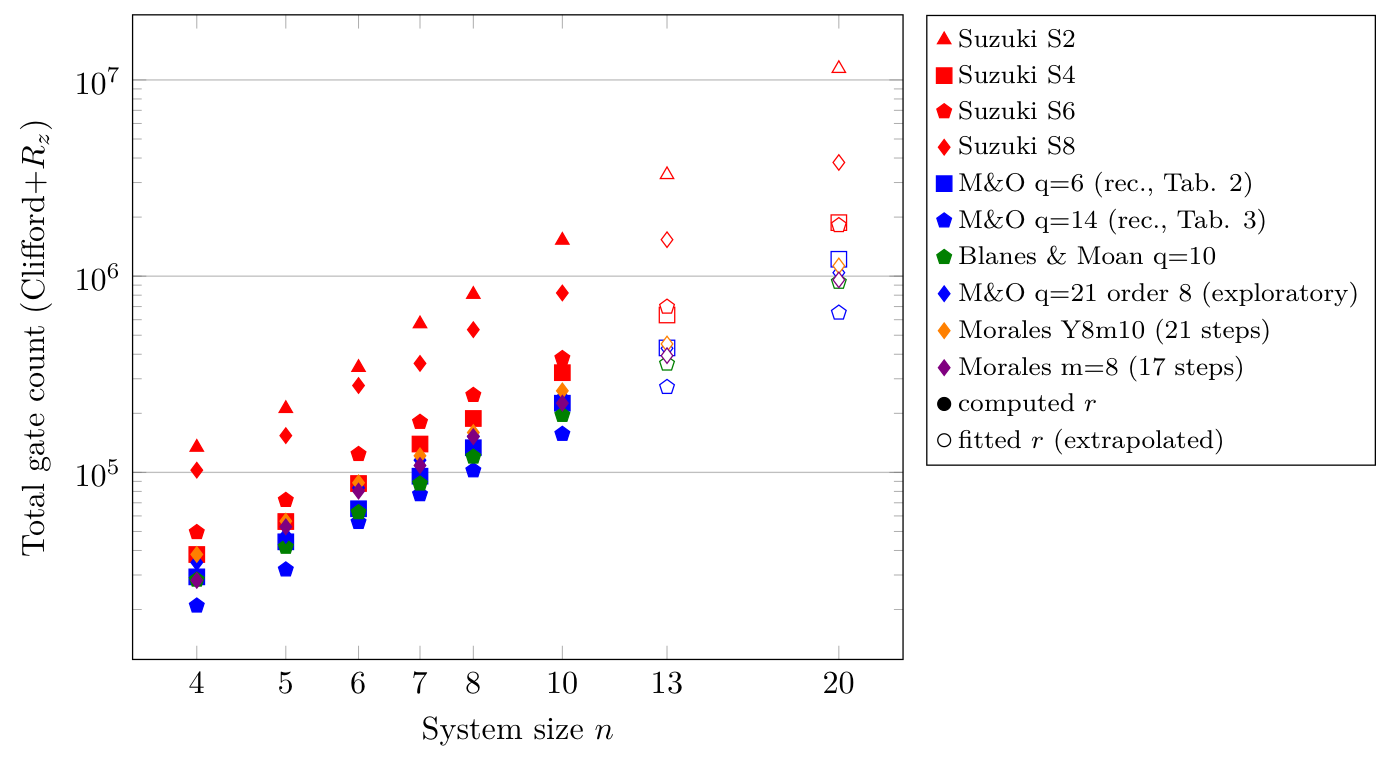 Total gate count (Clifford+R_z)
10^7
10^6
10^5
4 5 6 7 8 10 13 20
System size n
Suzuki S2
Suzuki S4
Suzuki S6
Suzuki S8
M&O q=6 (rec., Tab. 2)
M&O q=14 (rec., Tab. 3)
Blanes & Moan q=10
M&O q=21 order 8 (exploratory)
Morales Y8m10 (21 steps)
Morales m=8 (17 steps)
computed r
fitted r (extrapolated)